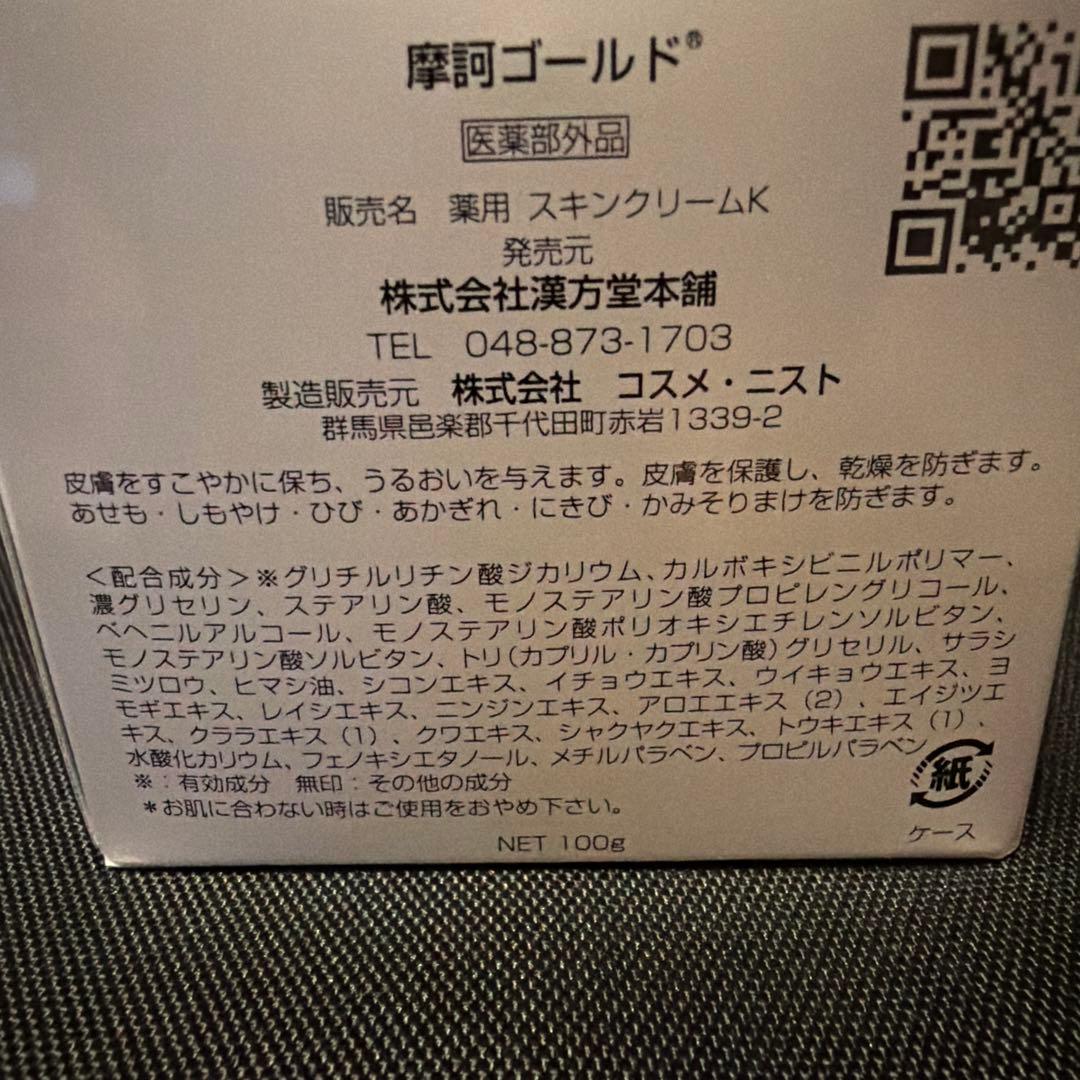 摩訶ゴールド®
医薬部外品
販売名　薬用 スキンクリームK
発売元
株式会社漢方堂本舗
TEL　048-873-1703
製造販売元　株式会社　コスメ・ニスト
群馬県邑楽郡千代田町赤岩1339-2
皮膚をすこやかに保ち、うるおいを与えます。皮膚を保護し、乾燥を防ぎます。
あせも・しもやけ・ひび・あかぎれ・にきび・かみそりまけを防ぎます。
＜配合成分＞※グリチルリチン酸ジカリウム、カルボキシビニルポリマー、
濃グリセリン、ステアリン酸、モノステアリン酸プロピレングリコール、
ベヘニルアルコール、モノステアリン酸ポリオキシエチレンソルビタン、
モノステアリン酸ソルビタン、トリ(カプリル・カプリン酸)グリセリル、サラシ
ミツロウ、ヒマシ油、シコンエキス、イチョウエキス、ウイキョウエキス、ヨ
モギエキス、レイシエキス、ニンジンエキス、アロエエキス（2）、エイジツエ
キス、クララエキス（1）、クワエキス、シャクヤクエキス、トウキエキス（1）、
水酸化カリウム、フェノキシエタノール、メチルパラベン、プロピルパラベン
※：有効成分　無印：その他の成分
＊お肌に合わない時はご使用をおやめ下さい。
NET 100g
紙
ケース